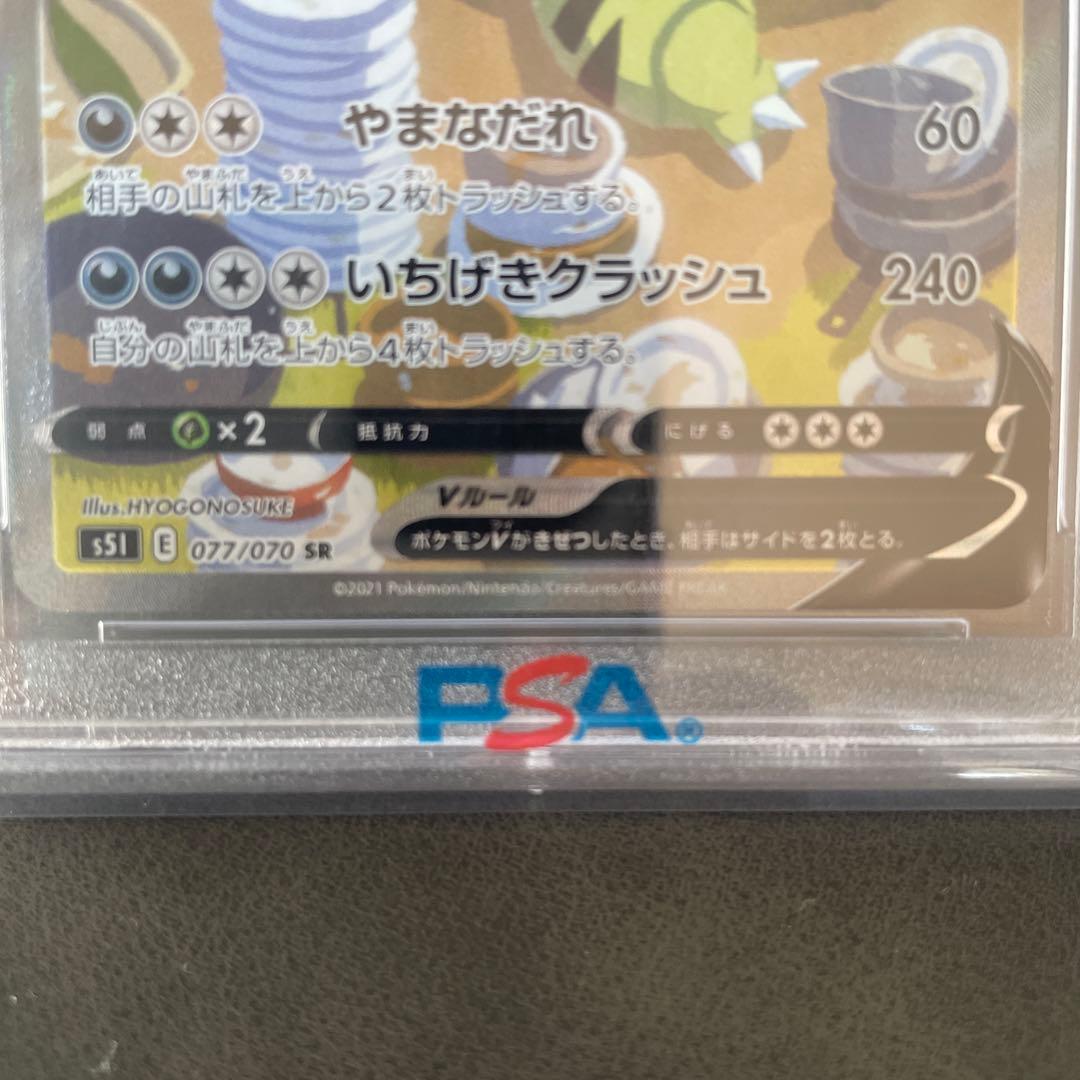 やまなだれ 60
相手の山札を上から2枚トラッシュする。
いちげきクラッシュ 240
自分の山札を上から4枚トラッシュする。
弱点 ×2 抵抗力 にげる
Illus.HYOGONOSUKE
Vルール
ポケモンVがきぜつしたとき、相手はサイドを2枚とる。
s5I E 077/070 SR
©2021 Pokémon/Nintendo/Creatures/GAME FREAK
PSA®